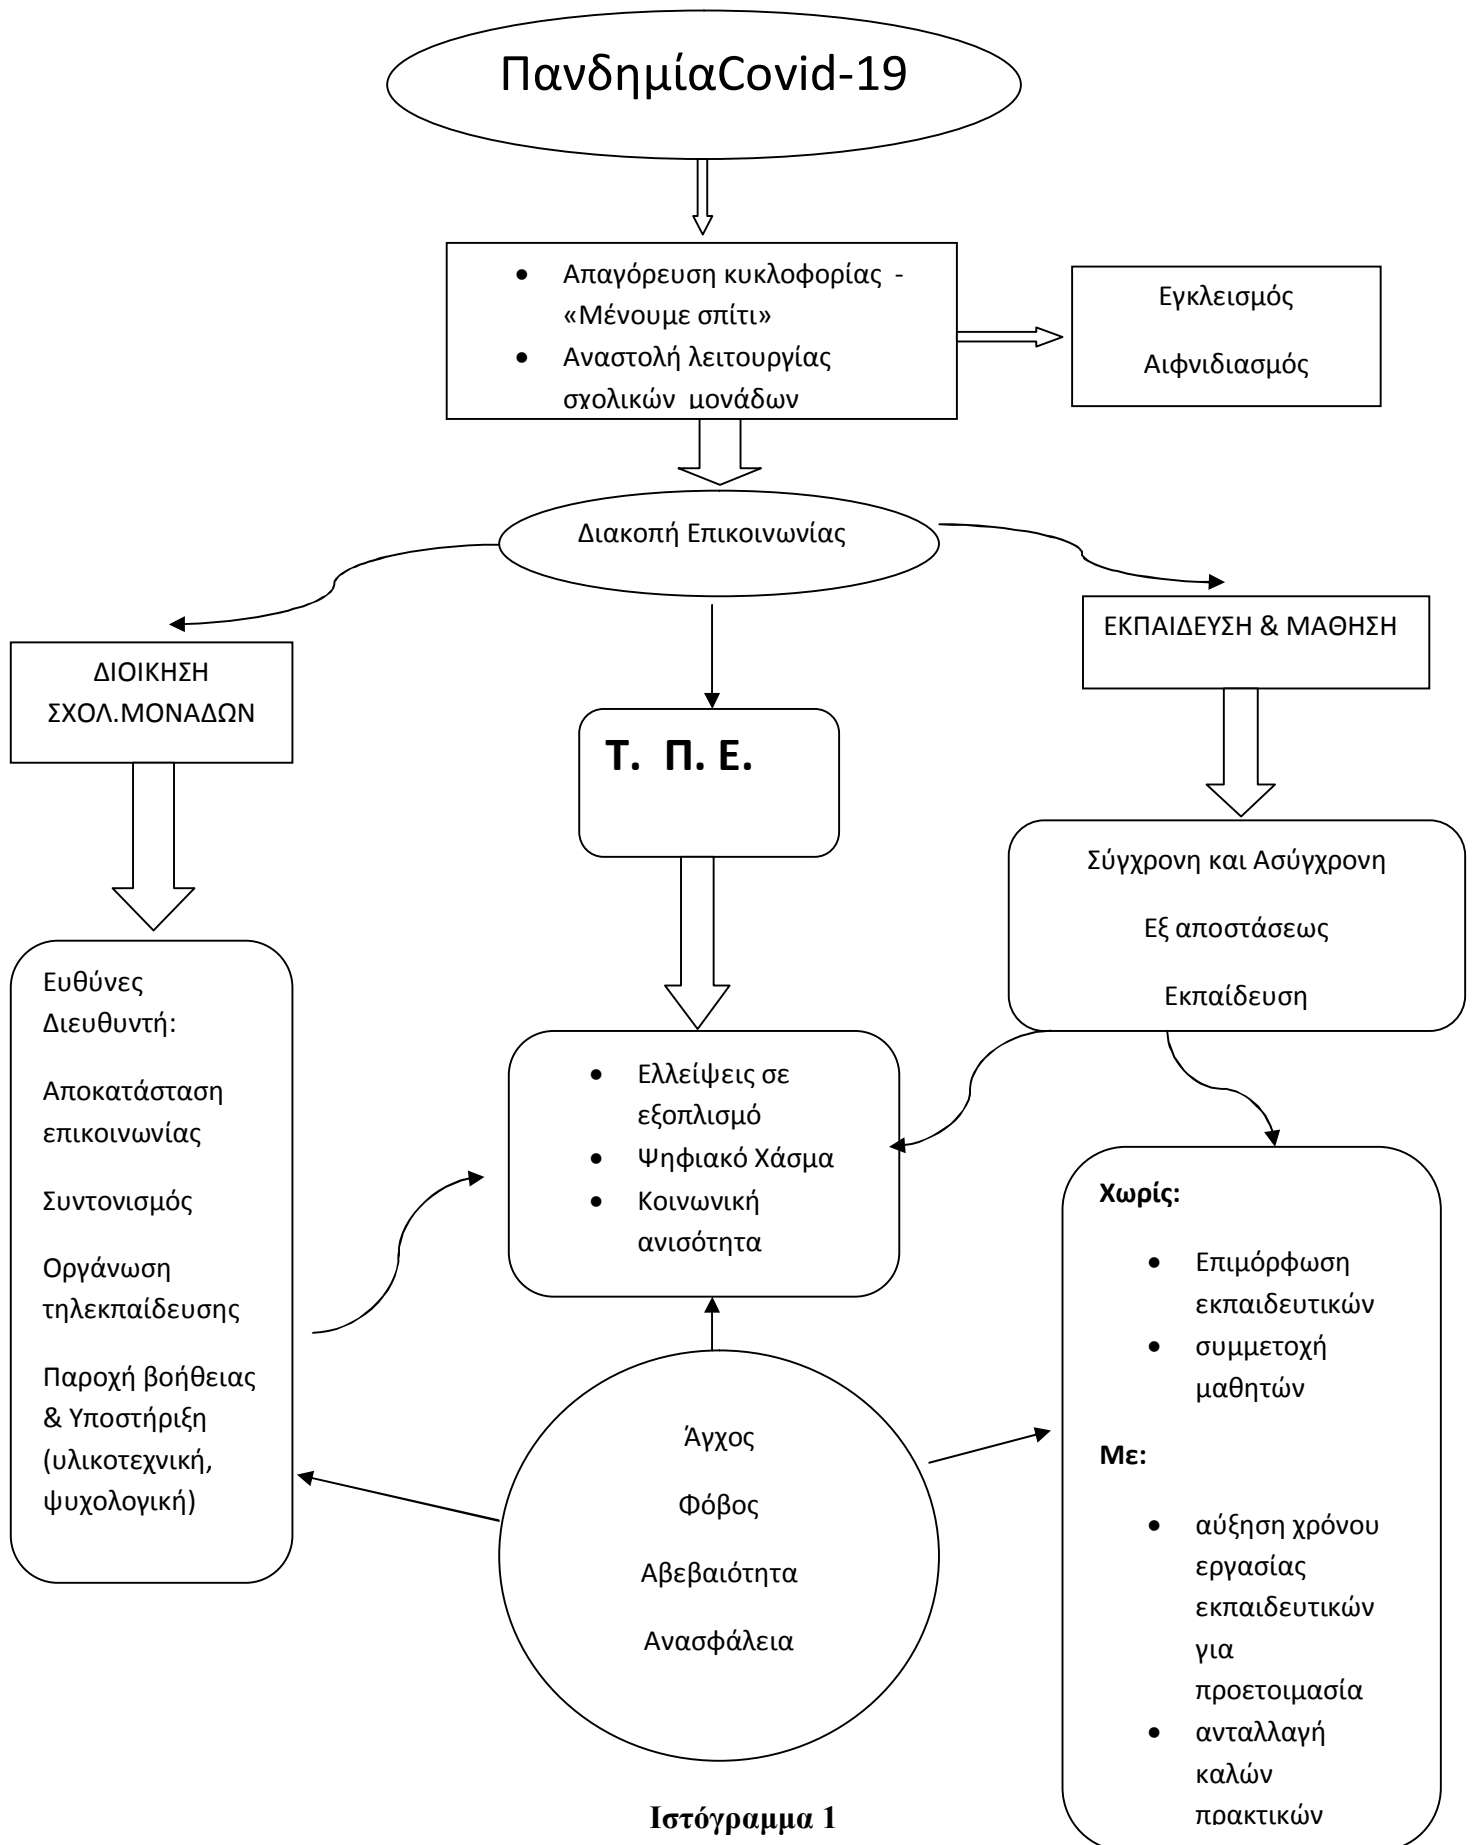 ΠανδημίαCovid-19
• Απαγόρευση κυκλοφορίας -
«Μένουμε σπίτι»
• Αναστολή λειτουργίας
σχολικών μονάδων
Εγκλεισμός
Αιφνιδιασμός
Διακοπή Επικοινωνίας
ΔΙΟΙΚΗΣΗ
ΣΧΟΛ.ΜΟΝΑΔΩΝ
Τ. Π. Ε.
ΕΚΠΑΙΔΕΥΣΗ & ΜΑΘΗΣΗ
Σύγχρονη και Ασύγχρονη
Εξ αποστάσεως
Εκπαίδευση
Ευθύνες
Διευθυντή:
Αποκατάσταση
επικοινωνίας
Συντονισμός
Οργάνωση
τηλεκπαίδευσης
Παροχή βοήθειας
& Υποστήριξη
(υλικοτεχνική,
ψυχολογική)
• Ελλείψεις σε
εξοπλισμό
• Ψηφιακό Χάσμα
• Κοινωνική
ανισότητα
Χωρίς:
• Επιμόρφωση
εκπαιδευτικών
• συμμετοχή
μαθητών
Με:
• αύξηση χρόνου
εργασίας
εκπαιδευτικών
για
προετοιμασία
• ανταλλαγή
καλών
πρακτικών
Άγχος
Φόβος
Αβεβαιότητα
Ανασφάλεια
Ιστόγραμμα 1